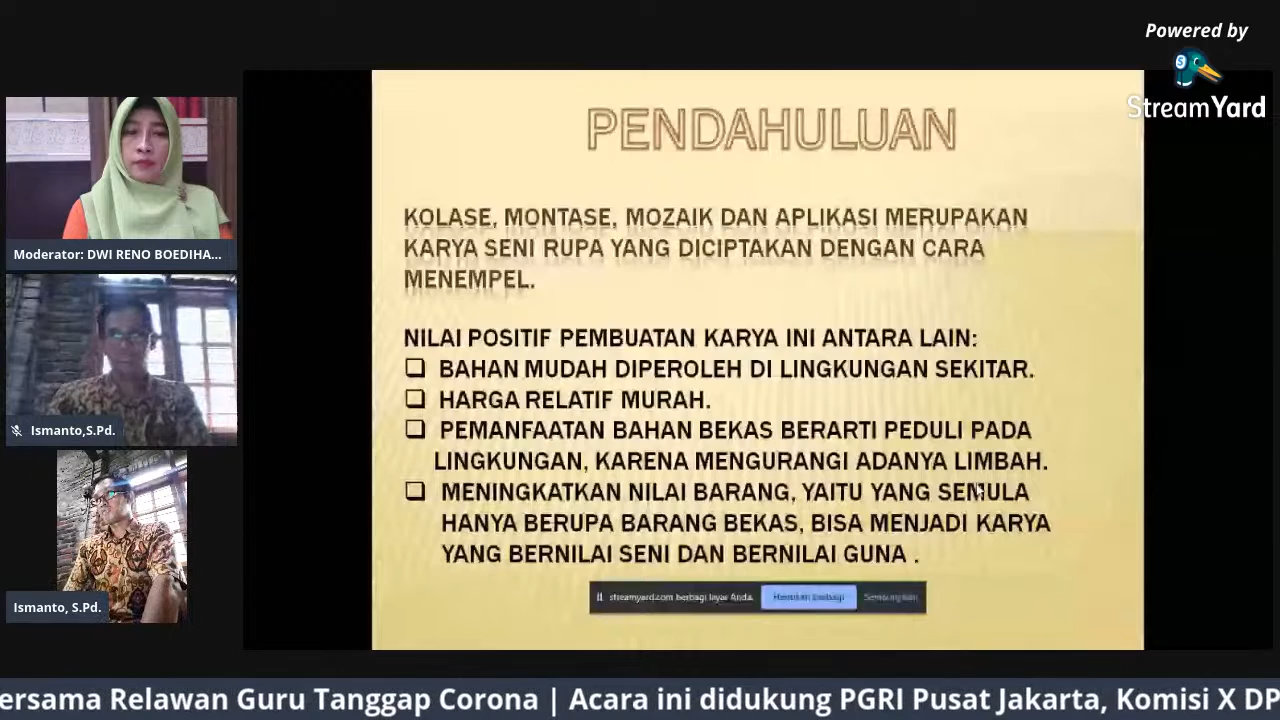 Powered by
StreamYard
Moderator: DWI RENO BOEDIHA...
Ismanto,S.Pd.
Ismanto, S.Pd.
PENDAHULUAN
KOLASE, MONTASE, MOZAIK DAN APLIKASI MERUPAKAN
KARYA SENI RUPA YANG DICIPTAKAN DENGAN CARA
MENEMPEL.
NILAI POSITIF PEMBUATAN KARYA INI ANTARA LAIN:
❑ BAHAN MUDAH DIPEROLEH DI LINGKUNGAN SEKITAR.
❑ HARGA RELATIF MURAH.
❑ PEMANFAATAN BAHAN BEKAS BERARTI PEDULI PADA
LINGKUNGAN, KARENA MENGURANGI ADANYA LIMBAH.
❑ MENINGKATKAN NILAI BARANG, YAITU YANG SEMULA
HANYA BERUPA BARANG BEKAS, BISA MENJADI KARYA
YANG BERNILAI SENI DAN BERNILAI GUNA .
streamyard.com berbagi layar Anda. Hentikan berbagi Sembunyikan
ersama Relawan Guru Tanggap Corona | Acara ini didukung PGRI Pusat Jakarta, Komisi X DP